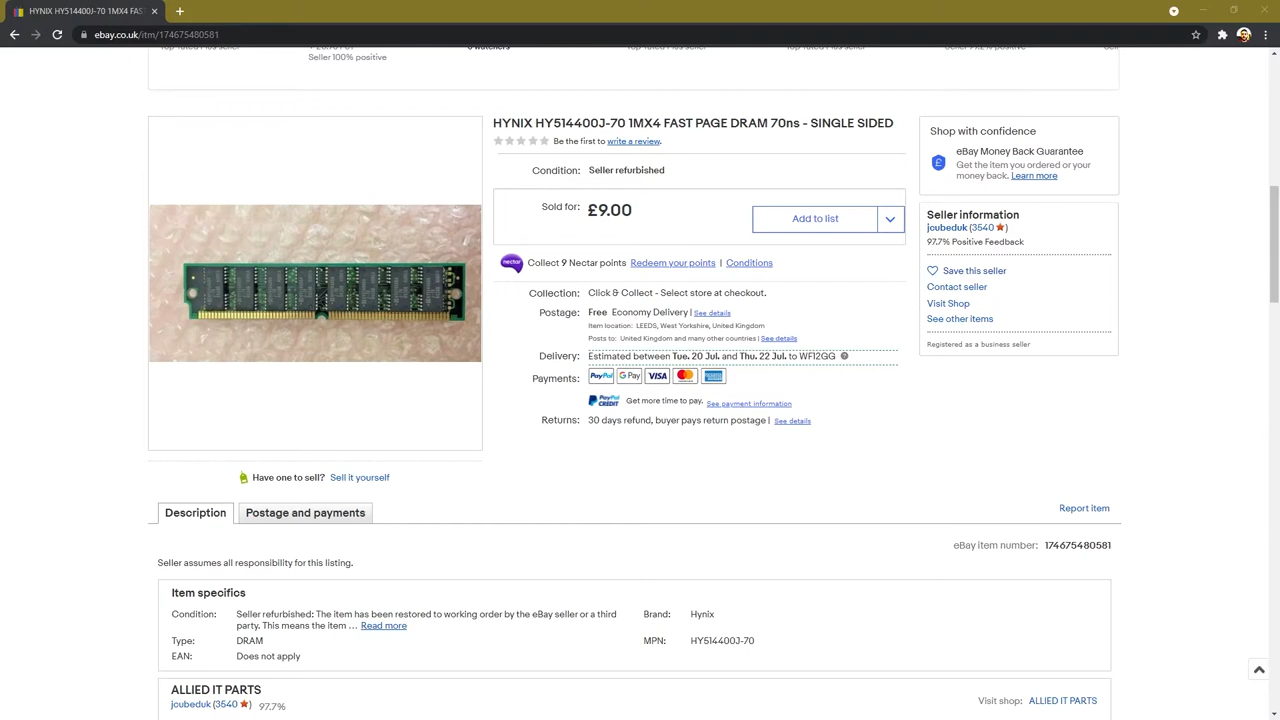 HYNIX HY514400J-70 1MX4 FAS
ebay.co.uk/itm/174675480581
Seller 100% positive
HYNIX HY514400J-70 1MX4 FAST PAGE DRAM 70ns - SINGLE SIDED
Be the first to write a review.
Condition: Seller refurbished
Sold for: £9.00
Add to list
nectar Collect 9 Nectar points Redeem your points | Conditions
Collection: Click & Collect - Select store at checkout.
Postage: Free Economy Delivery | See details
Item location: LEEDS, West Yorkshire, United Kingdom
Posts to: United Kingdom and many other countries | See details
Delivery: Estimated between Tue. 20 Jul. and Thu. 22 Jul. to WF12GG
Payments: PayPal G Pay VISA
PayPal CREDIT Get more time to pay. See payment information
Returns: 30 days refund, buyer pays return postage | See details
Shop with confidence
eBay Money Back Guarantee
Get the item you ordered or your
money back. Learn more
Seller information
jcubeduk (3540 ★)
97.7% Positive Feedback
Save this seller
Contact seller
Visit Shop
See other items
Registered as a business seller
Have one to sell? Sell it yourself
Description Postage and payments
Report item
eBay item number: 174675480581
Seller assumes all responsibility for this listing.
Item specifics
Condition: Seller refurbished: The item has been restored to working order by the eBay seller or a third
party. This means the item ... Read more
Brand: Hynix
Type: DRAM
MPN: HY514400J-70
EAN: Does not apply
ALLIED IT PARTS
jcubeduk (3540 ★) 97.7%
Visit shop: ALLIED IT PARTS